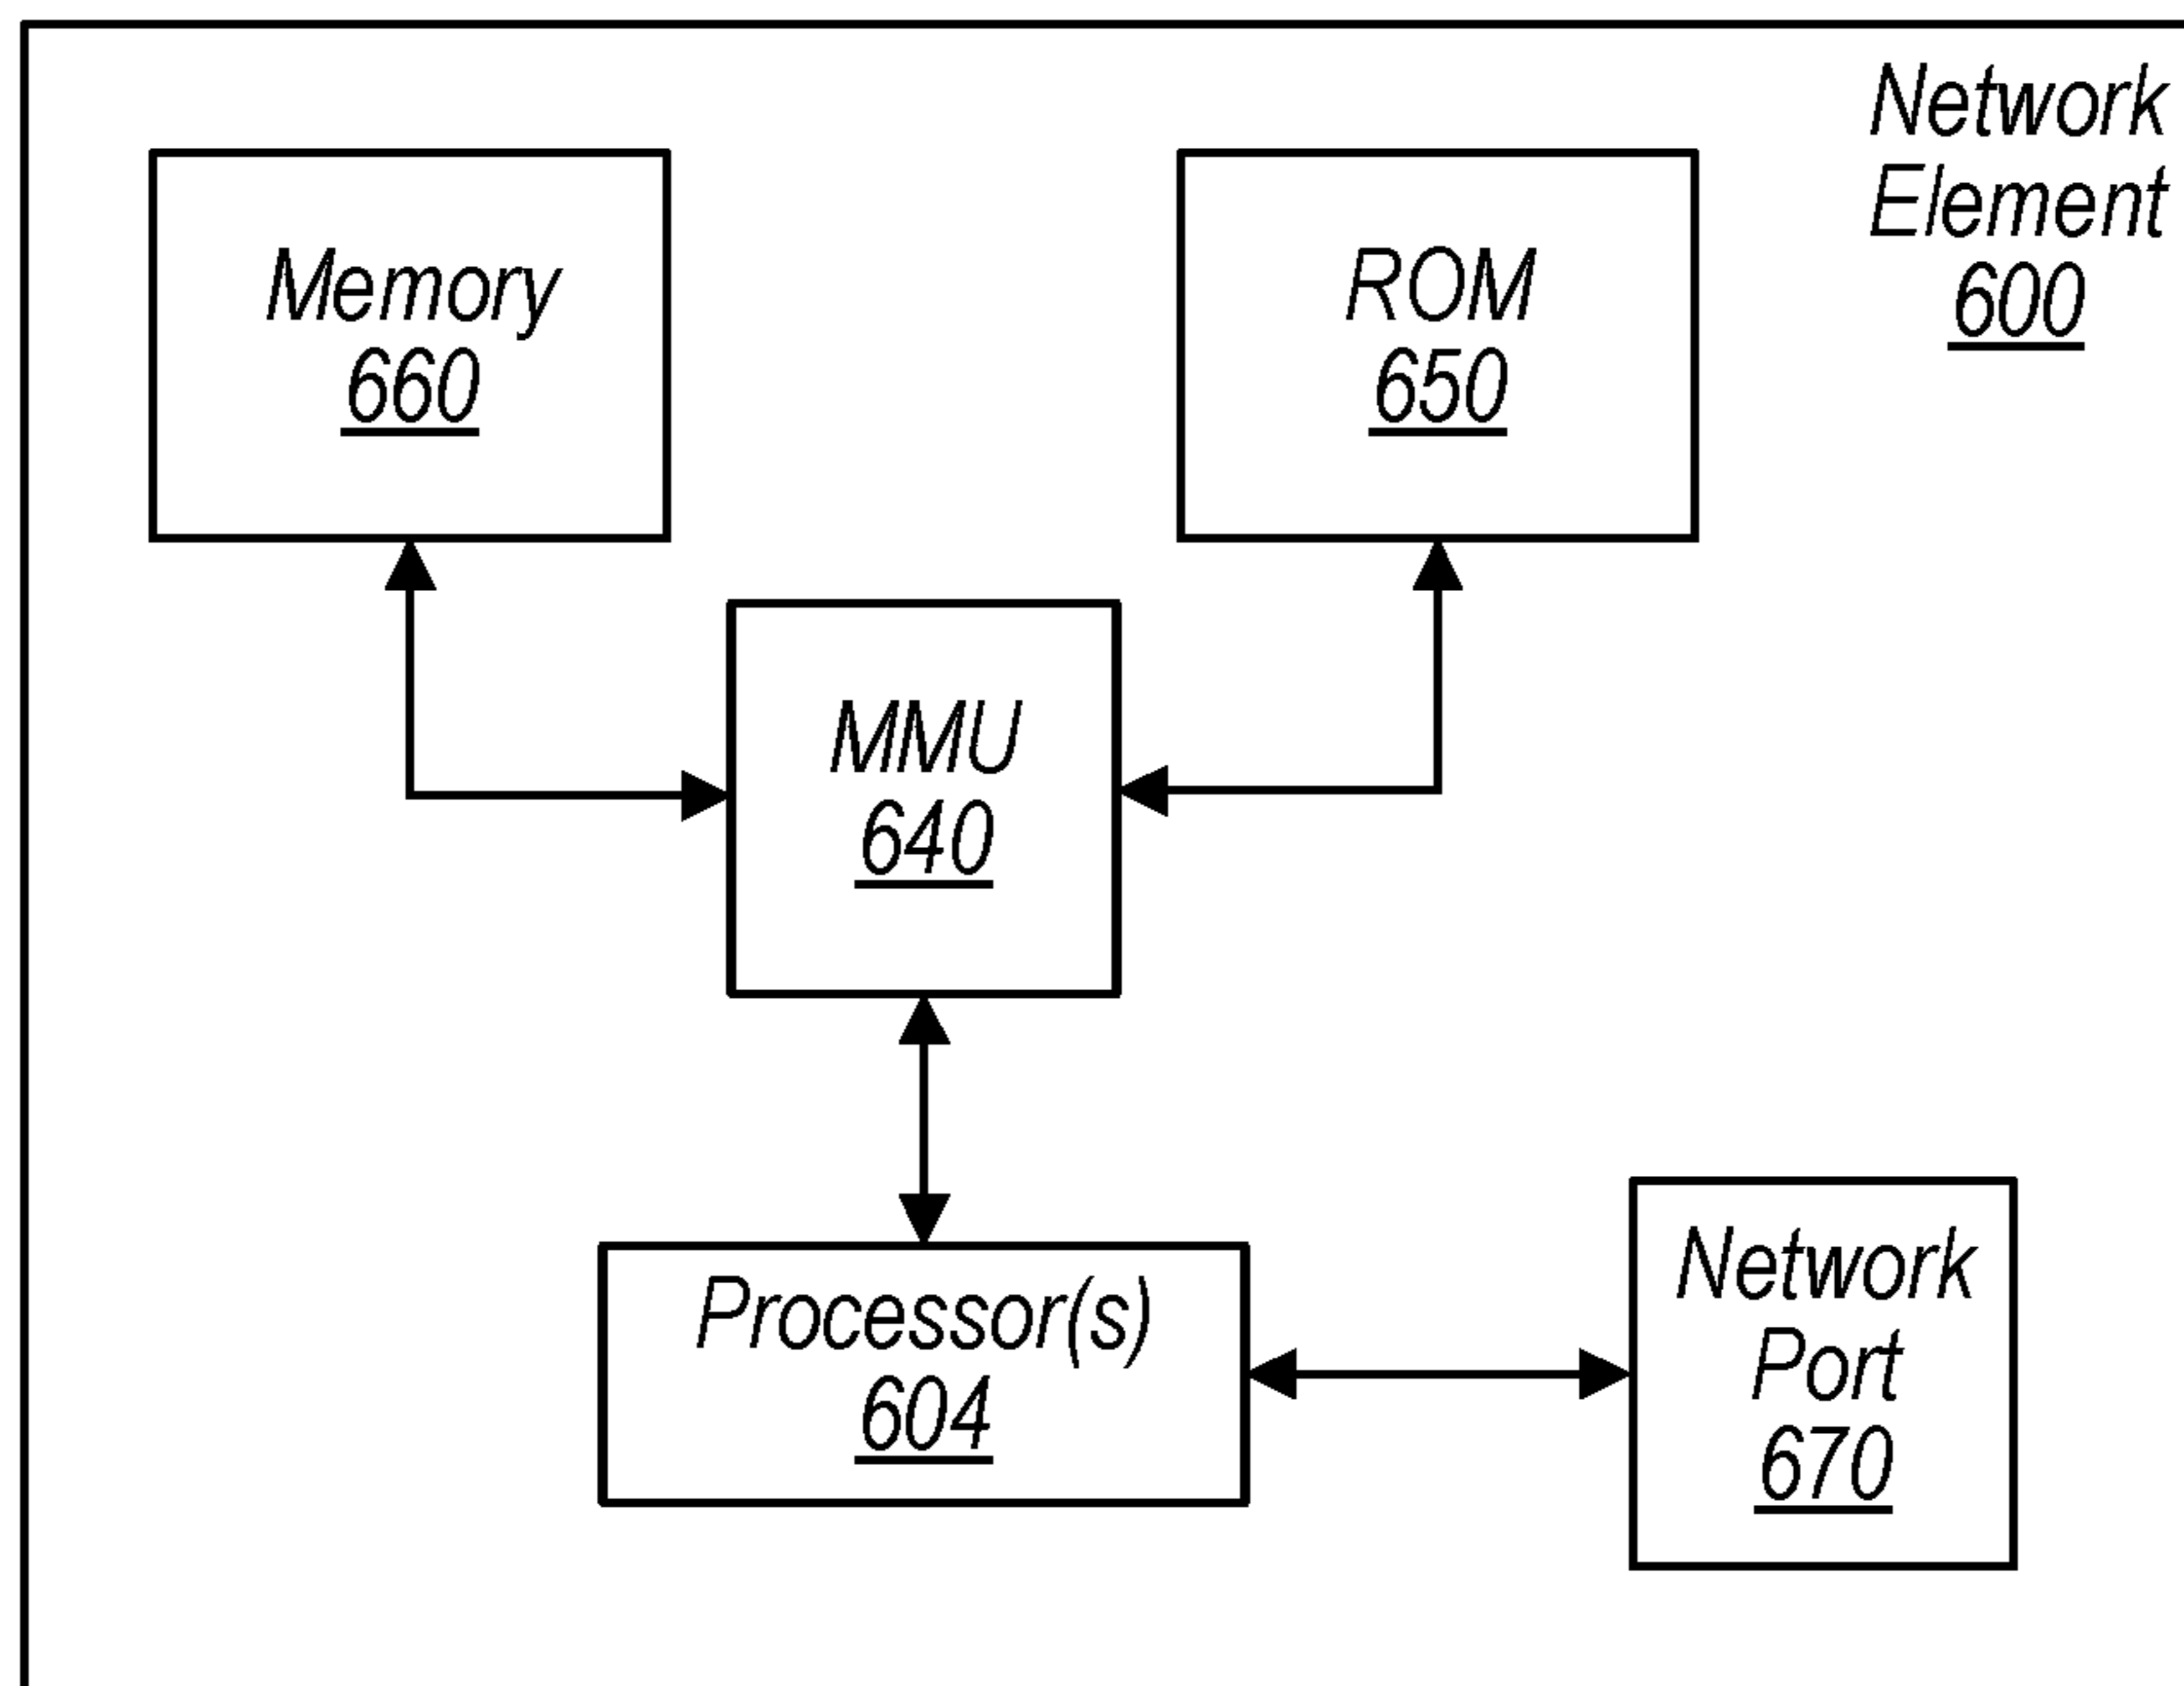 Network
Element
600
Memory
660
ROM
650
MMU
640
Processor(s)
604
Network
Port
670